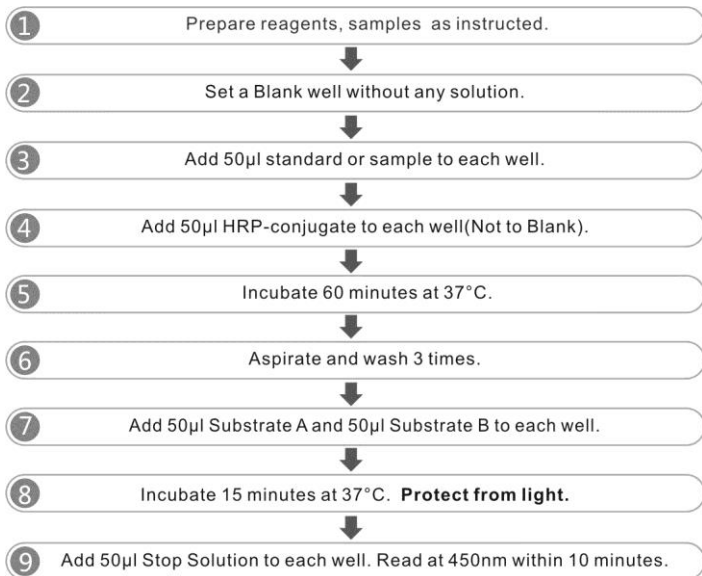 1 Prepare reagents, samples as instructed.
2 Set a Blank well without any solution.
3 Add 50μl standard or sample to each well.
4 Add 50μl HRP-conjugate to each well(Not to Blank).
5 Incubate 60 minutes at 37°C.
6 Aspirate and wash 3 times.
7 Add 50μl Substrate A and 50μl Substrate B to each well.
8 Incubate 15 minutes at 37°C. Protect from light.
9 Add 50μl Stop Solution to each well. Read at 450nm within 10 minutes.